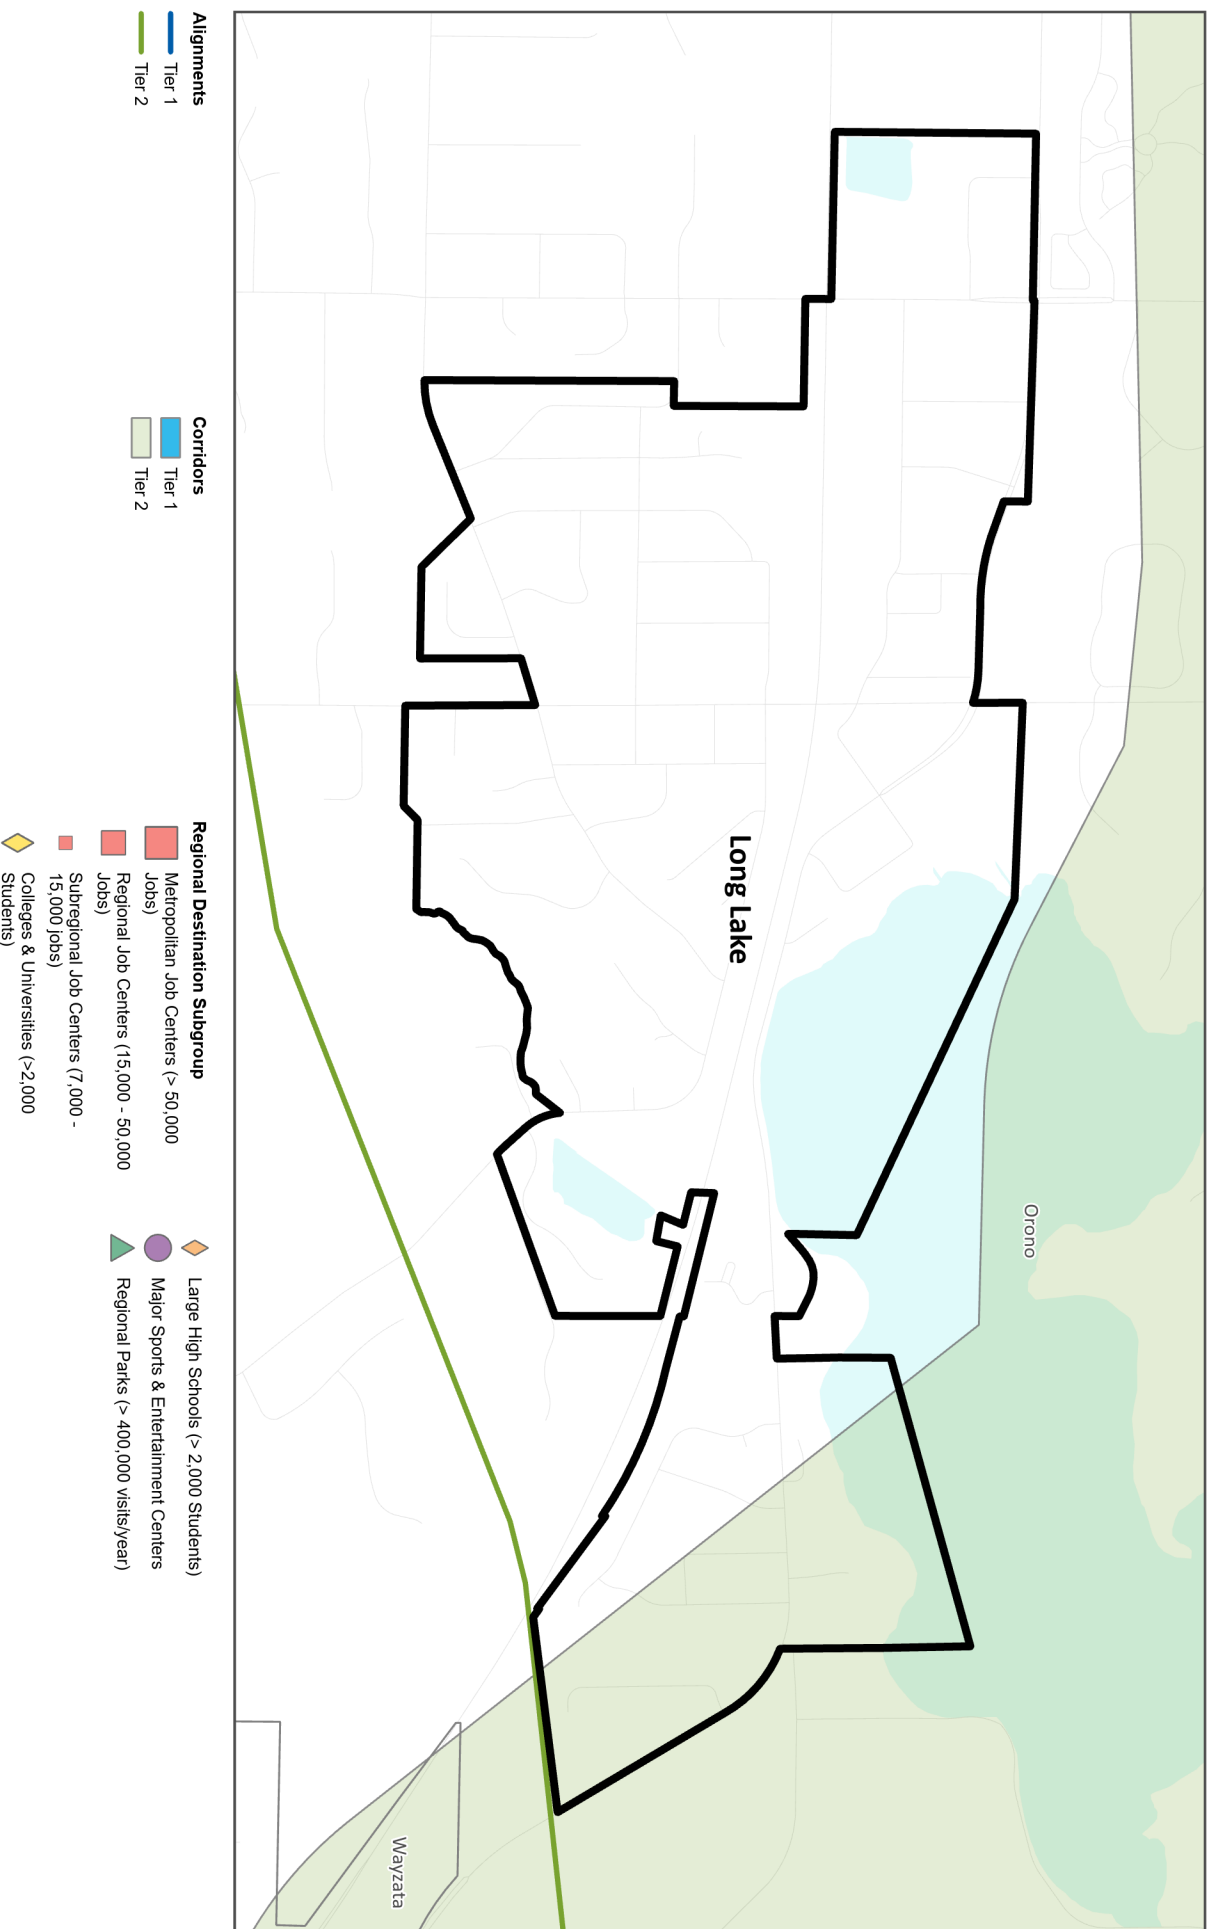 Orono
Long Lake
Wayzata
Alignments
Tier 1
Tier 2
Corridors
Tier 1
Tier 2
Regional Destination Subgroup
Metropolitan Job Centers (> 50,000
Jobs)
Regional Job Centers (15,000 - 50,000
Jobs)
Subregional Job Centers (7,000 -
15,000 jobs)
Colleges & Universities (>2,000
Students)
Large High Schools (> 2,000 Students)
Major Sports & Entertainment Centers
Regional Parks (> 400,000 visits/year)